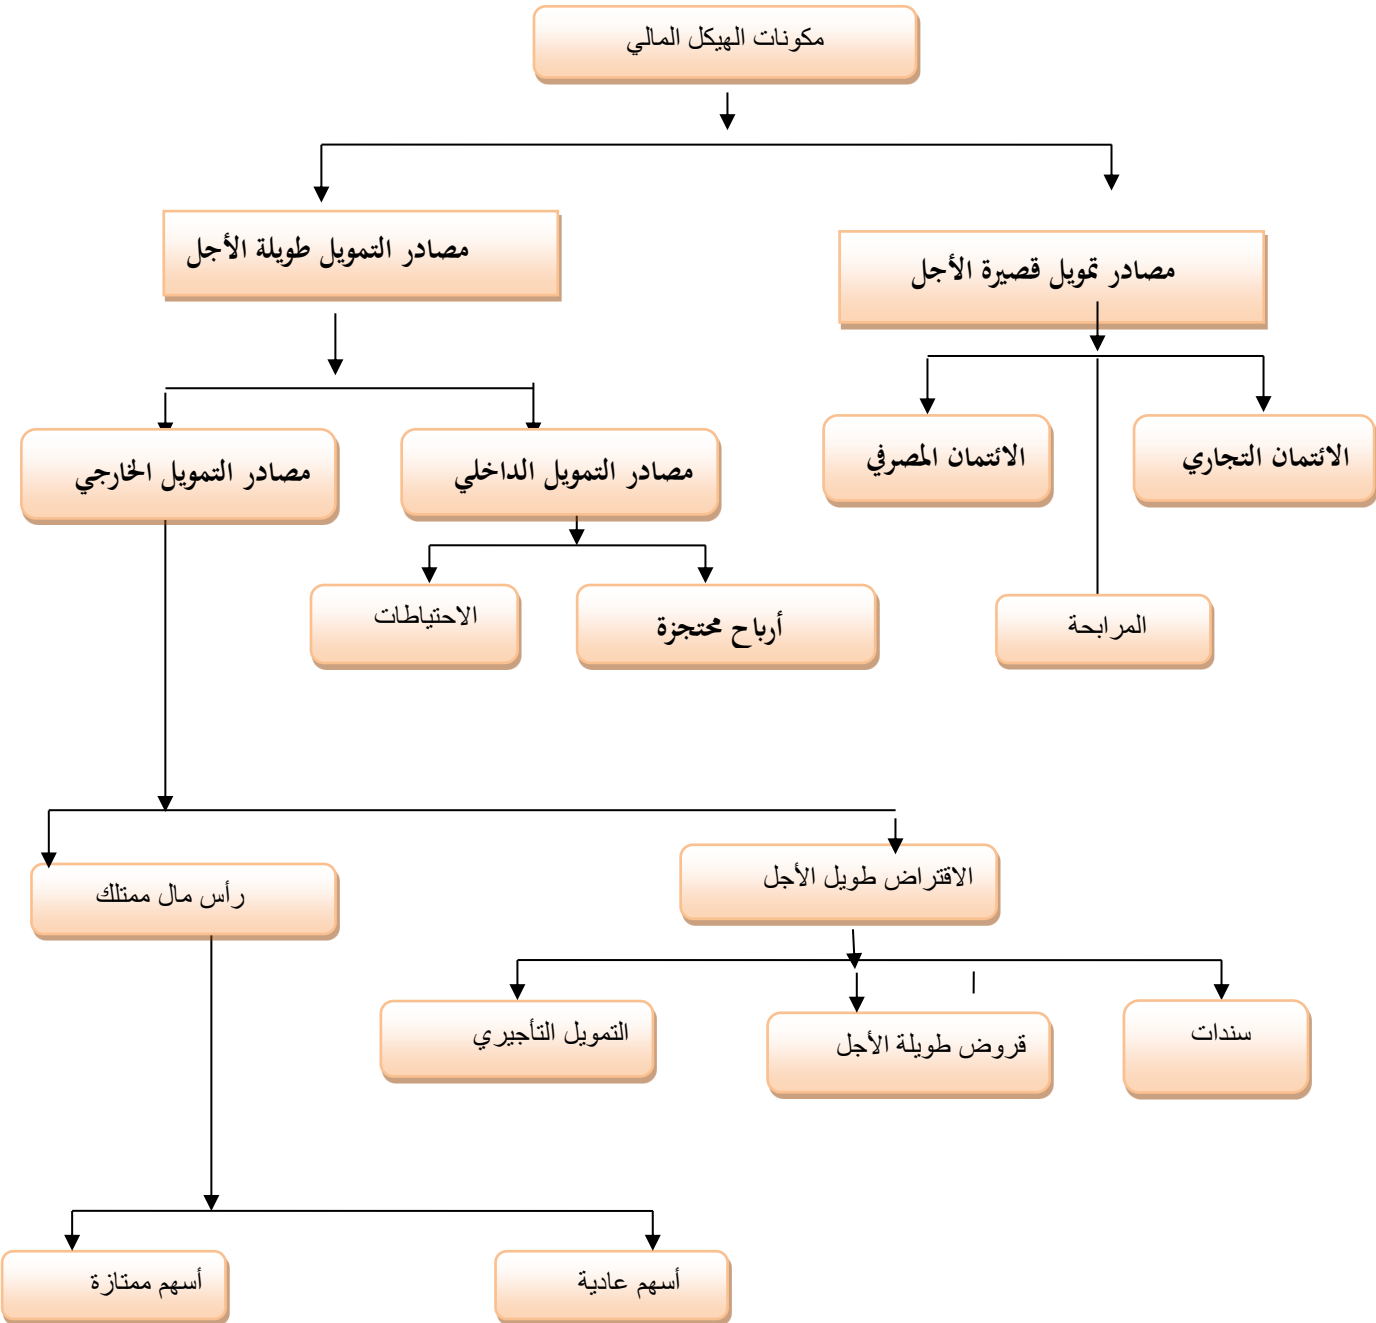 مكونات الهيكل المالي
مصادر تمويل قصيرة الأجل
مصادر التمويل طويلة الأجل
الائتمان التجاري
الائتمان المصرفي
مصادر التمويل الداخلي
مصادر التمويل الخارجي
المرابحة
أرباح محتجزة
الاحتياطات
الاقتراض طويل الأجل
رأس مال ممتلك
سندات
قروض طويلة الأجل
التمويل التأجيري
أسهم عادية
أسهم ممتازة